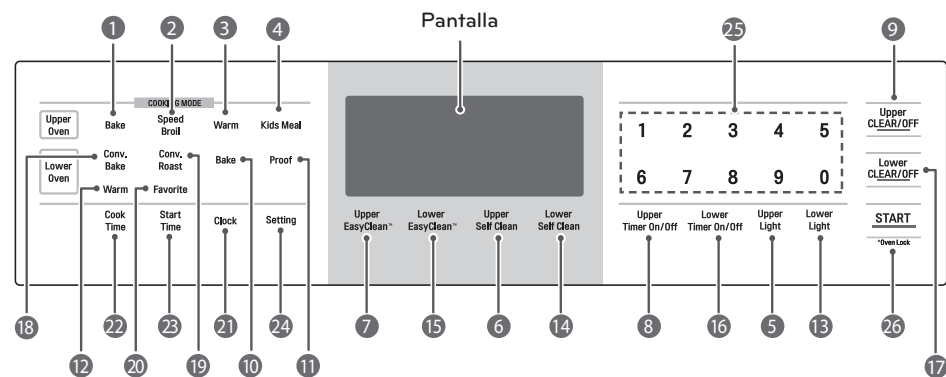 Pantalla
1 2 3 4 25 9
COOKING MODE
Upper Oven
Bake
Speed Broil
Warm
Kids Meal
Lower Oven
Conv. Bake
Conv. Roast
Bake
Proof
Warm
Favorite
Cook Time
Start Time
Clock
Setting
Upper EasyClean™
Lower EasyClean™
Upper Self Clean
Lower Self Clean
1 2 3 4 5
6 7 8 9 0
Upper Timer On/Off
Lower Timer On/Off
Upper Light
Lower Light
Upper CLEAR/OFF
Lower CLEAR/OFF
START
*Oven Lock
18 22 23 21 24 7 15 6 14 8 16 5 13 26
12 20 19 10 11 17